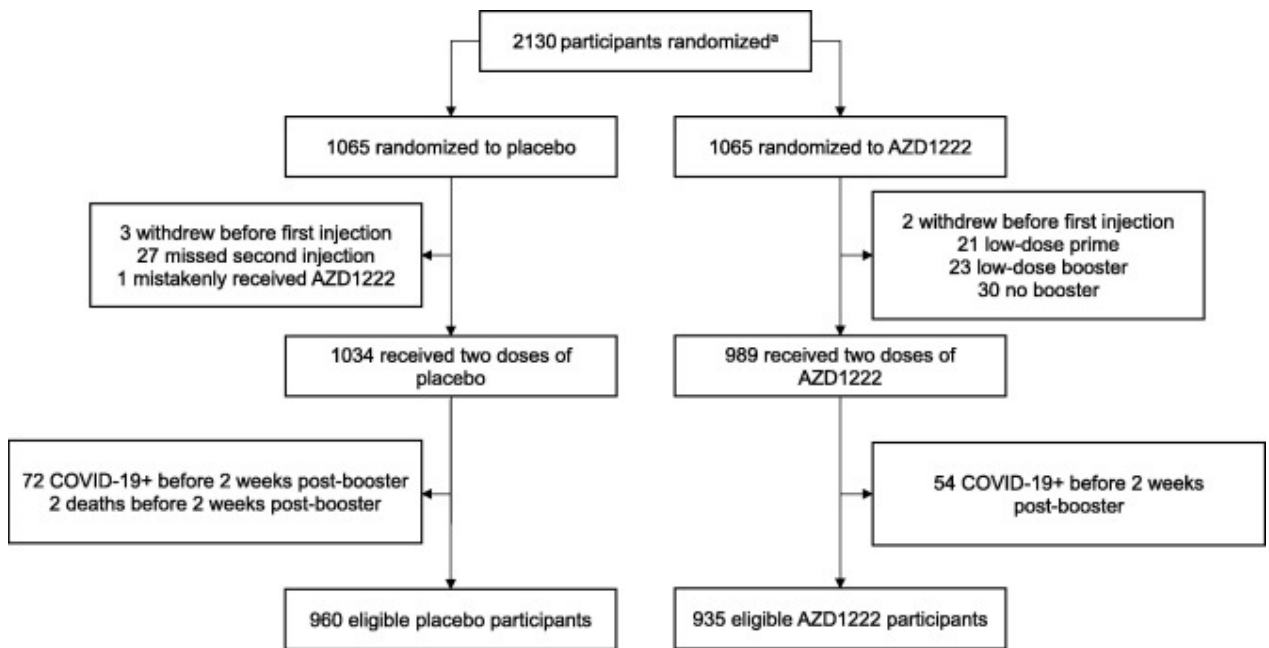 2130 participants randomizedª
1065 randomized to placebo
1065 randomized to AZD1222
3 withdrew before first injection
27 missed second injection
1 mistakenly received AZD1222
2 withdrew before first injection
21 low-dose prime
23 low-dose booster
30 no booster
1034 received two doses of
placebo
989 received two doses of
AZD1222
72 COVID-19+ before 2 weeks post-booster
2 deaths before 2 weeks post-booster
54 COVID-19+ before 2 weeks
post-booster
960 eligible placebo participants
935 eligible AZD1222 participants